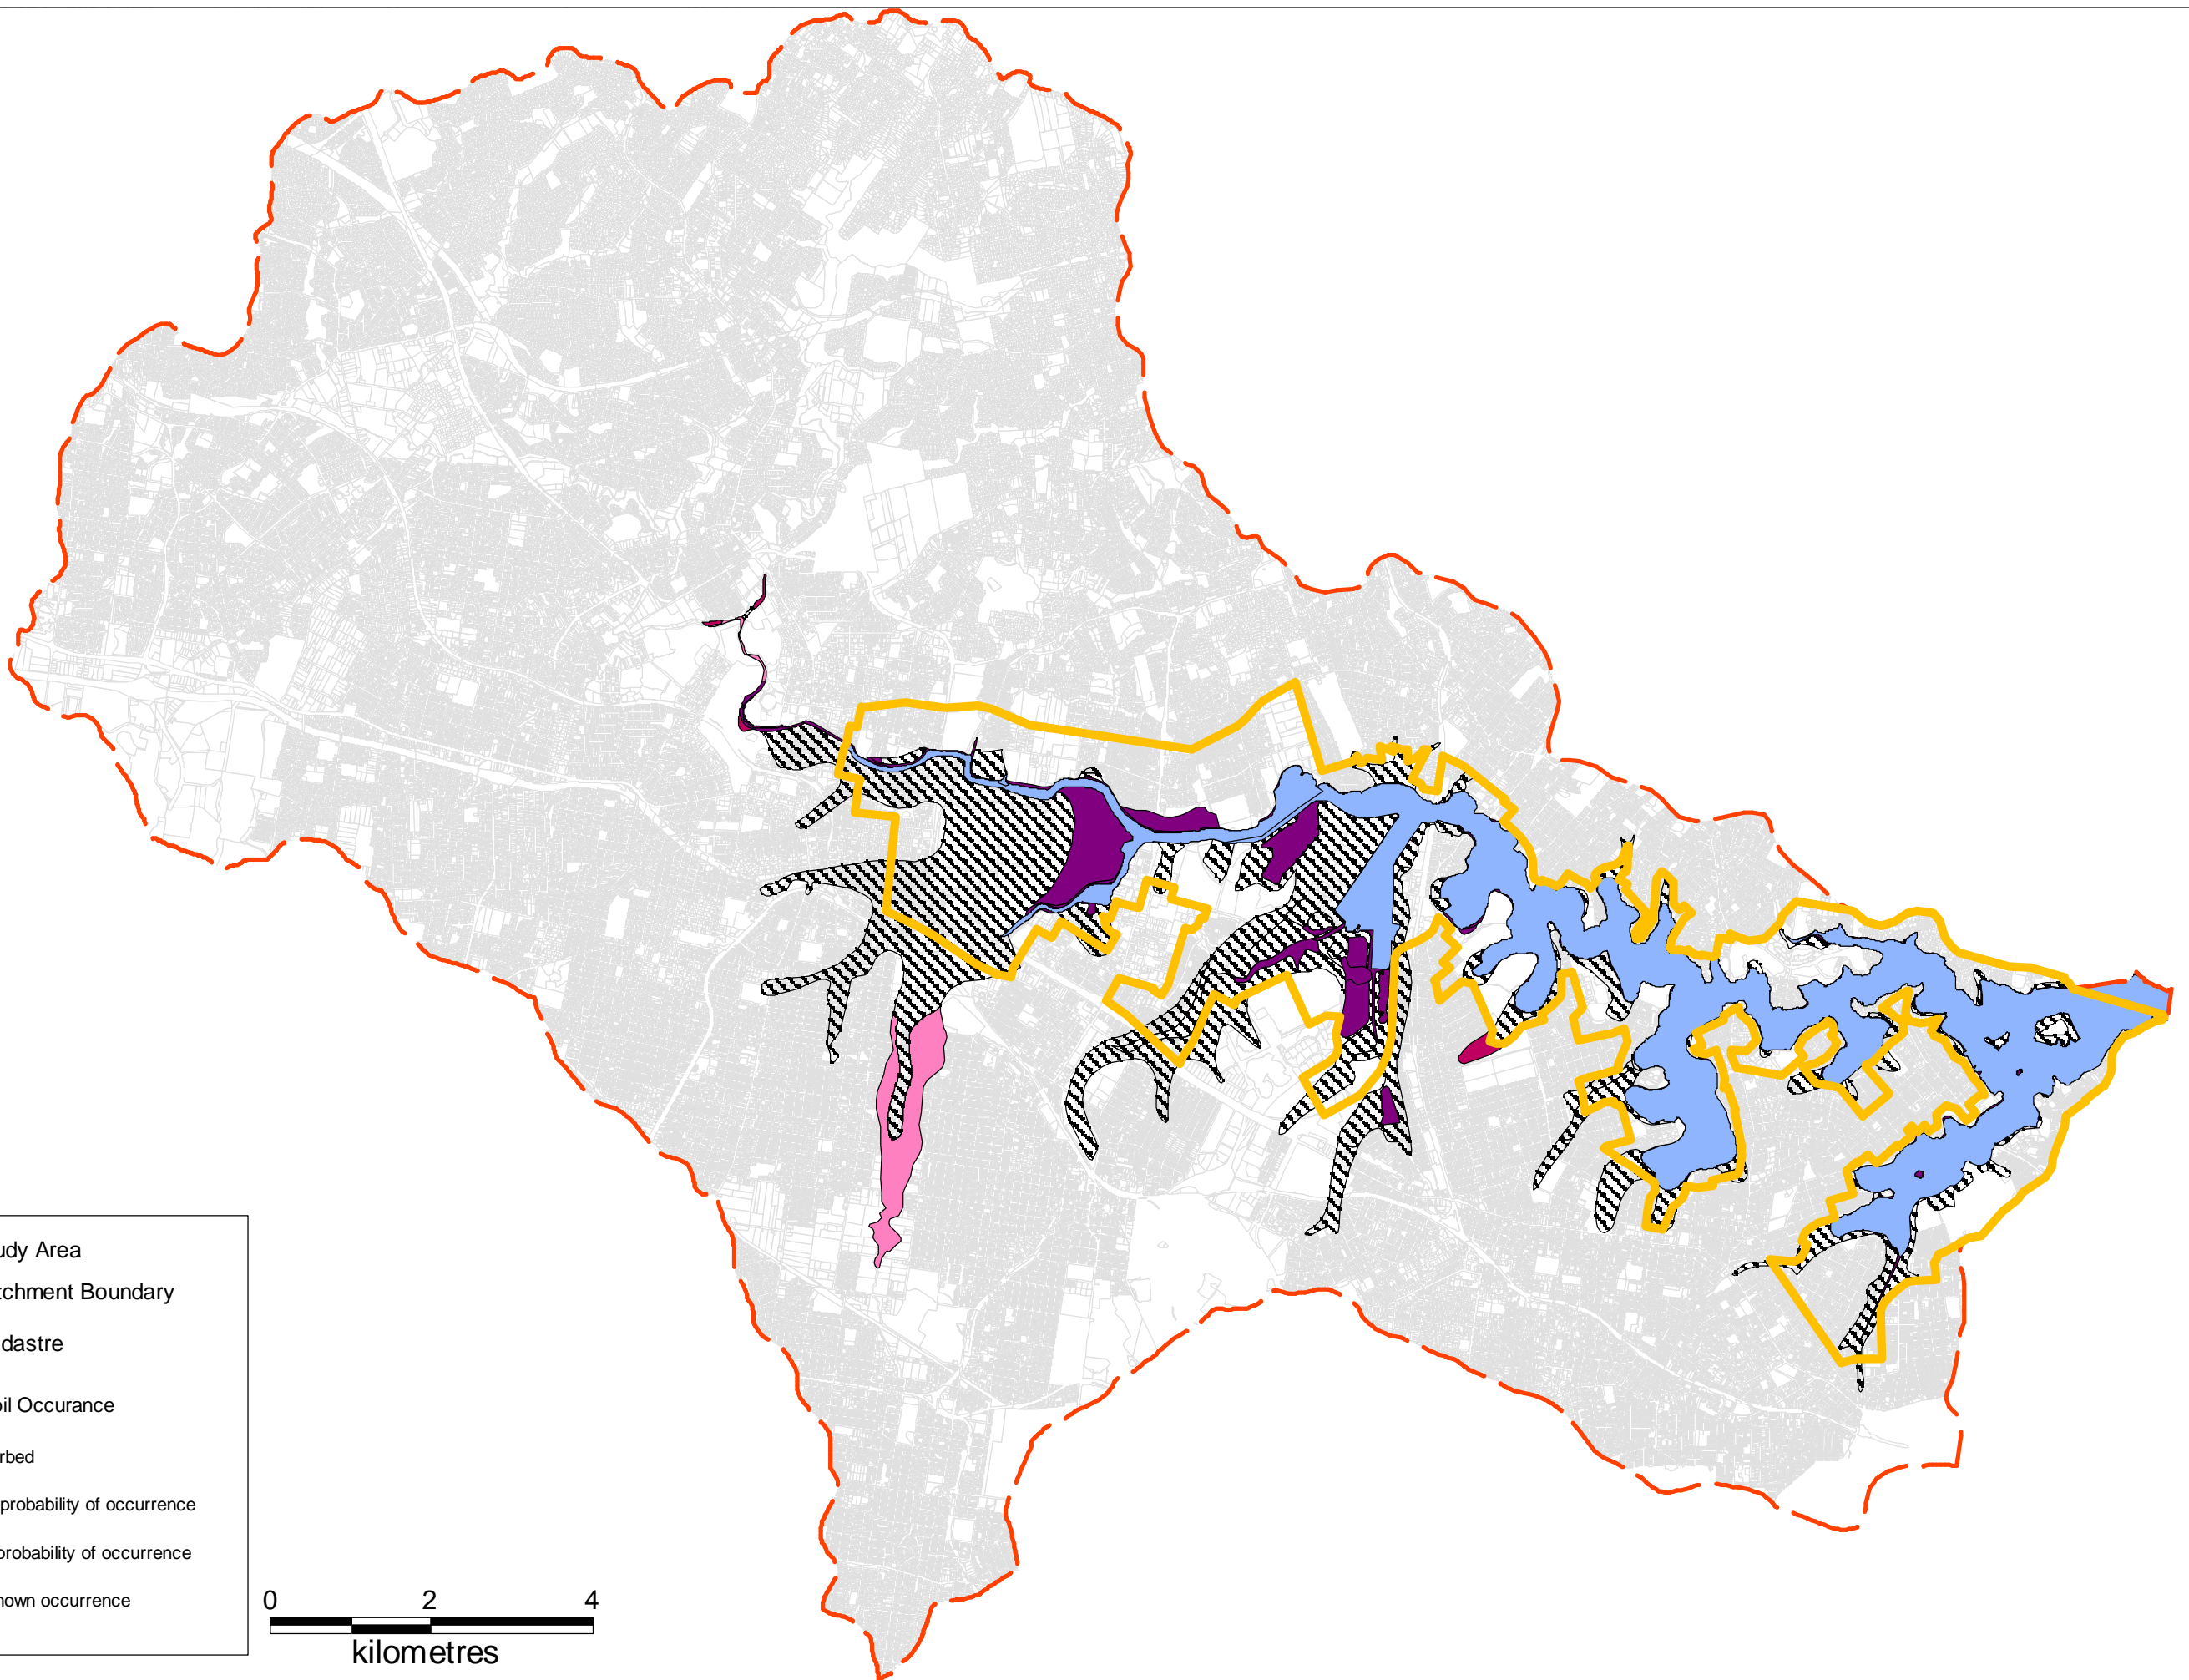 udy Area
tchment Boundary
dastre
oil Occurance
rbed
probability of occurrence
probability of occurrence
nown occurrence
0 2 4
kilometres